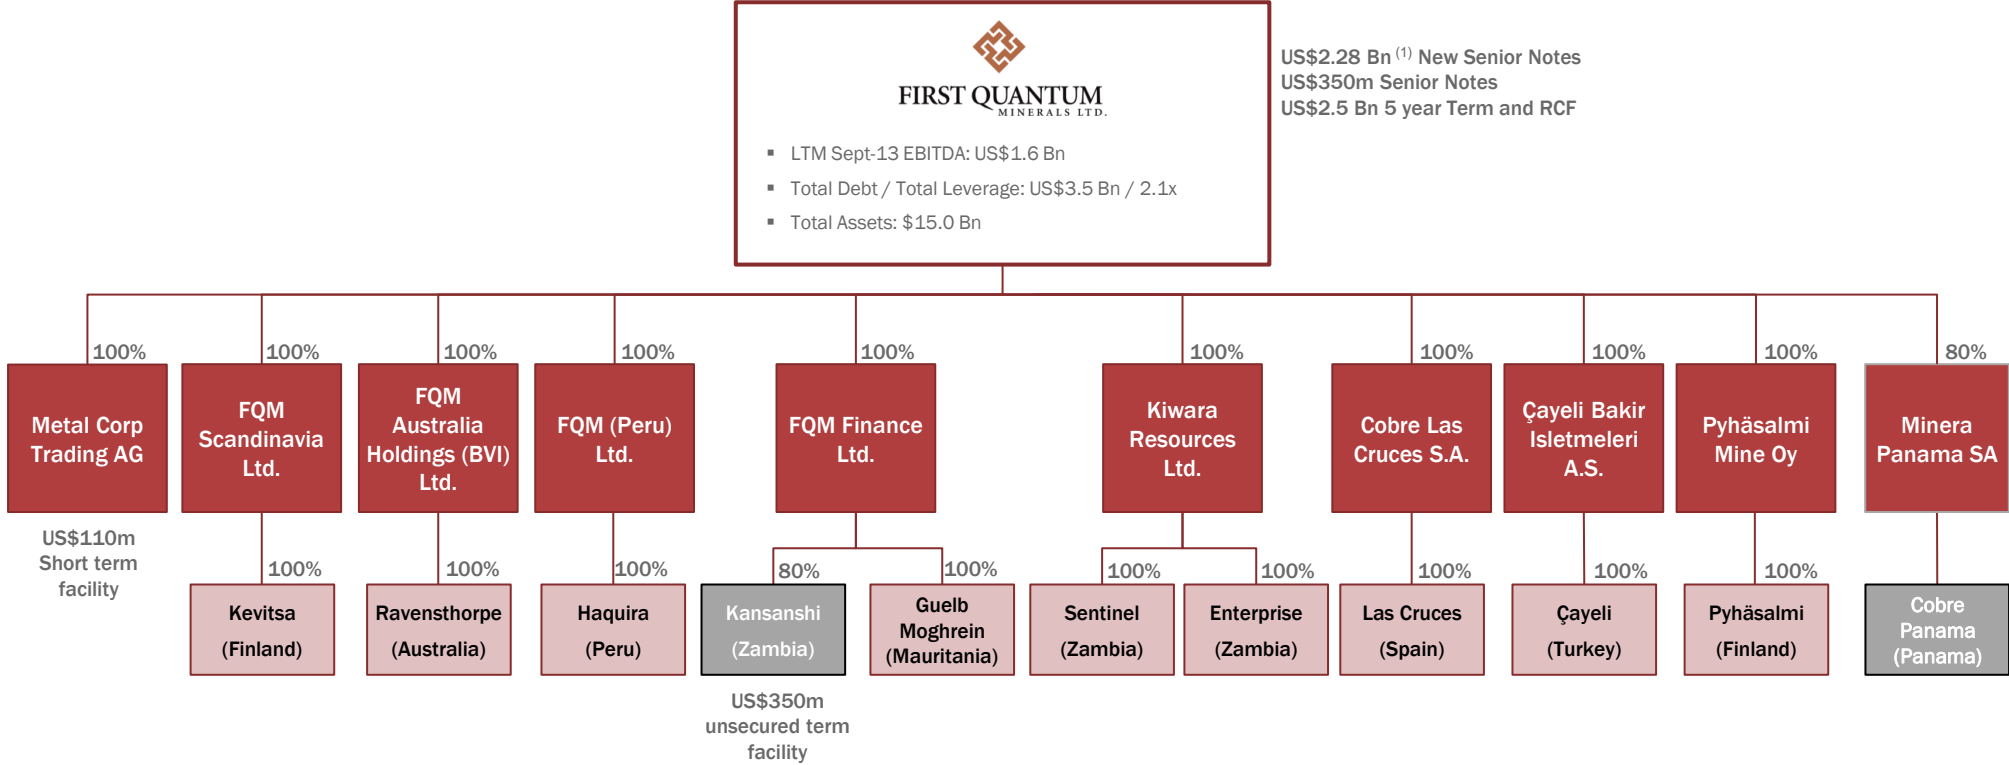 FIRST QUANTUM
MINERALS LTD.
▪ LTM Sept-13 EBITDA: US$1.6 Bn
▪ Total Debt / Total Leverage: US$3.5 Bn / 2.1x
▪ Total Assets: $15.0 Bn
US$2.28 Bn (1) New Senior Notes
US$350m Senior Notes
US$2.5 Bn 5 year Term and RCF
100%
Metal Corp
Trading AG
US$110m
Short term
facility
100%
FQM
Scandinavia
Ltd.
100%
Kevitsa
(Finland)
100%
FQM
Australia
Holdings (BVI)
Ltd.
100%
Ravensthorpe
(Australia)
100%
FQM (Peru)
Ltd.
100%
Haquira
(Peru)
100%
FQM Finance
Ltd.
80%
Kansanshi
(Zambia)
US$350m
unsecured term
facility
100%
Guelb
Moghrein
(Mauritania)
100%
Kiwara
Resources
Ltd.
100%
Sentinel
(Zambia)
100%
Enterprise
(Zambia)
100%
Cobre Las
Cruces S.A.
100%
Las Cruces
(Spain)
100%
Çayeli Bakir
Isletmeleri
A.S.
100%
Çayeli
(Turkey)
100%
Pyhäsalmi
Mine Oy
100%
Pyhäsalmi
(Finland)
80%
Minera
Panama SA
Cobre
Panama
(Panama)